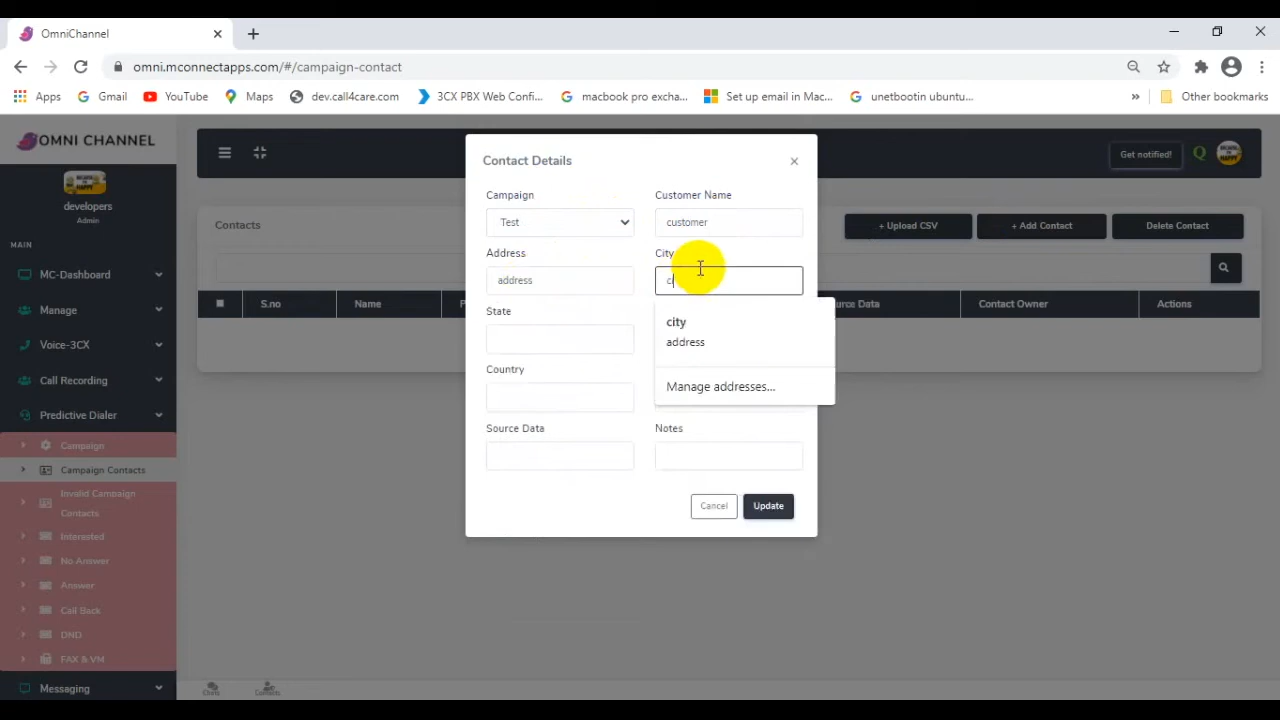 OmniChannel
omni.mconnectapps.com/#/campaign-contact
Apps
Gmail
YouTube
Maps
dev.call4care.com
3CX PBX Web Confi...
macbook pro excha...
Set up email in Mac...
unetbootin ubuntu...
»
Other bookmarks
OMNI CHANNEL
developers
Admin
MAIN
MC-Dashboard
Manage
Voice-3CX
Call Recording
Predictive Dialer
Campaign
Campaign Contacts
Invalid Campaign
Contacts
Interested
No Answer
Answer
Call Back
DND
FAX & VM
Messaging
Get notified!
Contacts
+ Upload CSV
+ Add Contact
Delete Contact
S.no
Name
Contact Owner
Actions
Contact Details
Campaign
Customer Name
Test
customer
Address
City
address
ci
State
city
address
Manage addresses...
Country
Source Data
Notes
Cancel
Update
Contacts